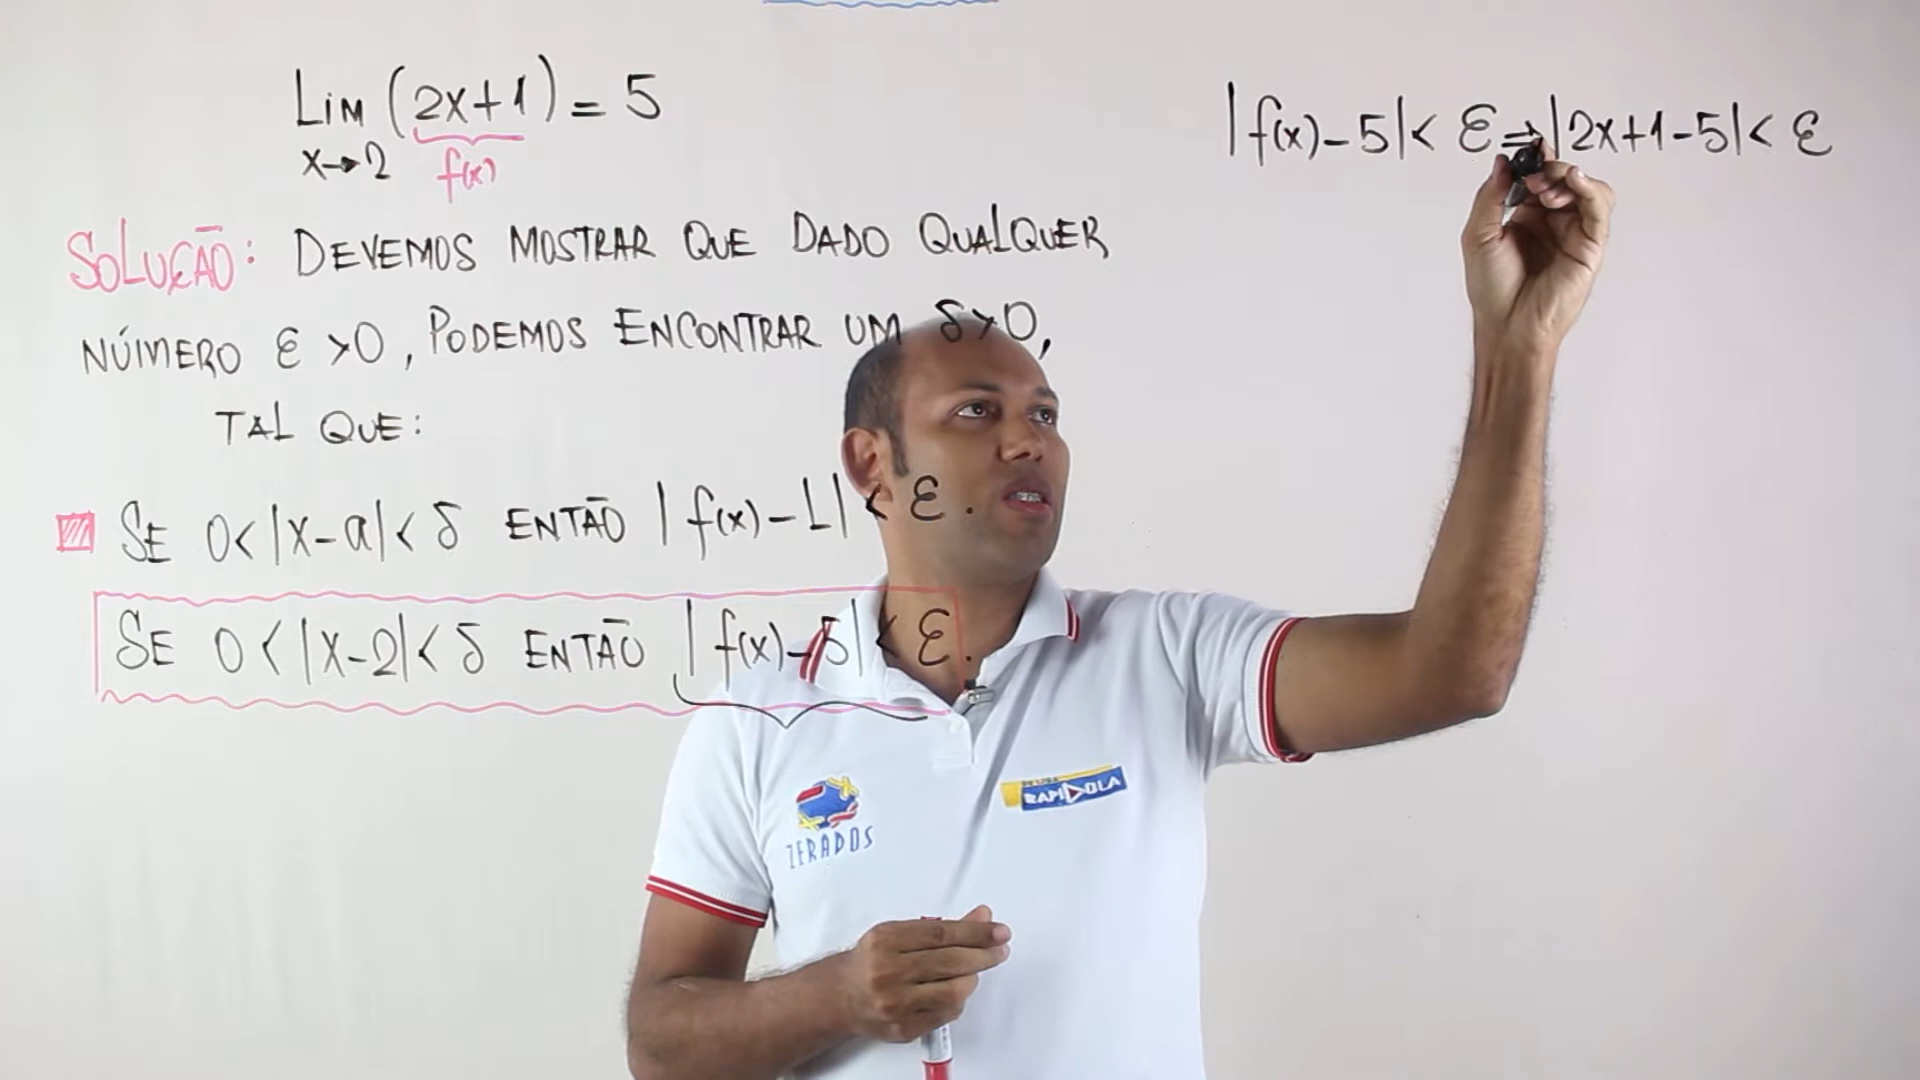 Lim (2x+1) = 5
x→2 f(x)
SOLUÇÃO: DEVEMOS MOSTRAR QUE DADO QUALQUER
NÚMERO ε >0, PODEMOS ENCONTRAR UM δ>0,
TAL QUE:
SE 0<|x-a|< δ ENTÃO |f(x)-L| < ε.
SE 0 < |x-2| < δ ENTÃO |f(x)-5| < ε.
|f(x)-5|< ε ⇒ |2x+1-5|< ε
ZERADOS
RAPIDOLA